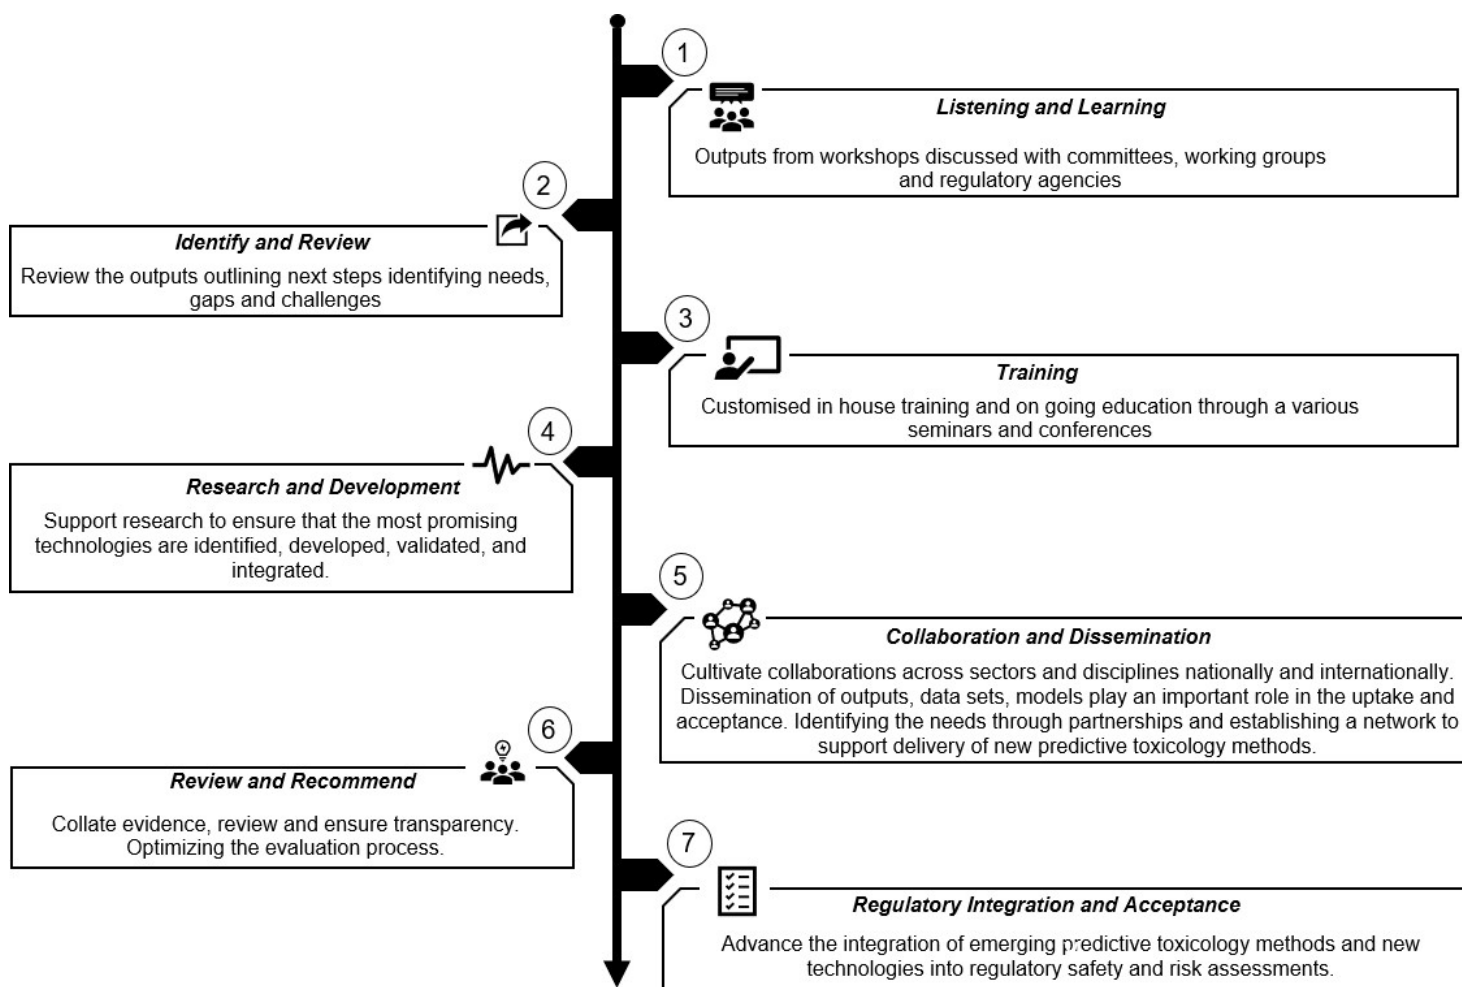 1
Listening and Learning
Outputs from workshops discussed with committees, working groups
and regulatory agencies
2
Identify and Review
Review the outputs outlining next steps identifying needs,
gaps and challenges
3
Training
Customised in house training and on going education through a various
seminars and conferences
4
Research and Development
Support research to ensure that the most promising
technologies are identified, developed, validated, and
integrated.
5
Collaboration and Dissemination
Cultivate collaborations across sectors and disciplines nationally and internationally.
Dissemination of outputs, data sets, models play an important role in the uptake and
acceptance. Identifying the needs through partnerships and establishing a network to
support delivery of new predictive toxicology methods.
6
Review and Recommend
Collate evidence, review and ensure transparency.
Optimizing the evaluation process.
7
Regulatory Integration and Acceptance
Advance the integration of emerging predictive toxicology methods and new
technologies into regulatory safety and risk assessments.